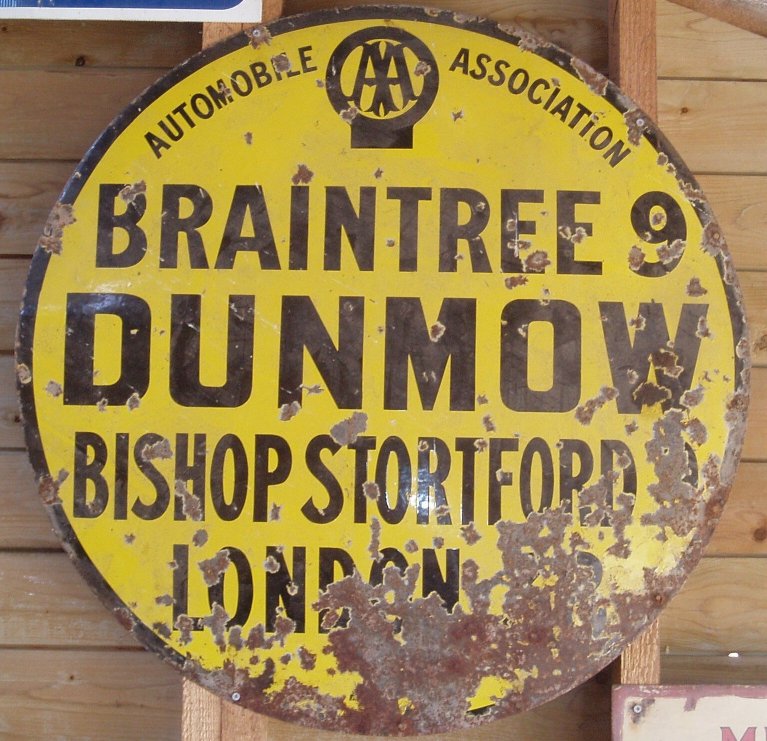 AUTOMOBILE AA ASSOCIATION
BRAINTREE 9
DUNMOW
BISHOP STORTFORD
LONDON